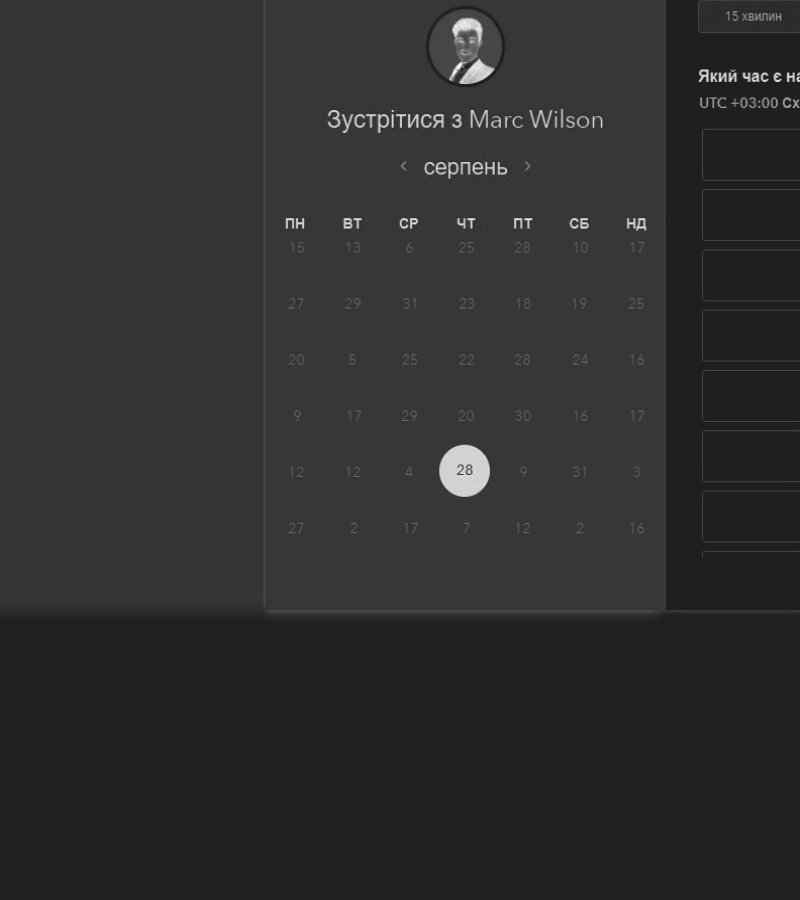 Зустрітися з Marc Wilson
серпень
ПН ВТ СР ЧТ ПТ СБ НД
15 13 6 25 28 10 17
27 29 31 23 18 19 25
20 5 25 22 28 24 16
9 17 29 20 30 16 17
12 12 4 28 9 31 3
27 2 17 7 12 2 16
15 хвилин
Який час є
UTC +03:00